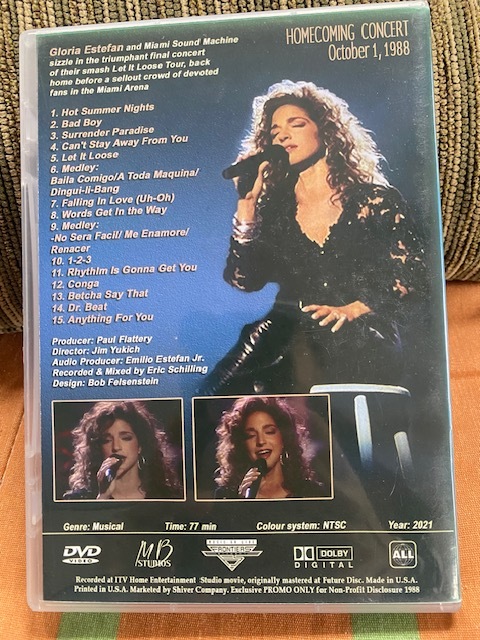 HOMECOMING CONCERT
October 1, 1988
Gloria Estefan and Miami Sound Machine
sizzle in the triumphant final concert
of their smash Let It Loose Tour, back
home before a sellout crowd of devoted
fans in the Miami Arena
1. Hot Summer Nights
2. Bad Boy
3. Surrender Paradise
4. Can't Stay Away From You
5. Let It Loose
6. Medley:
Baila Comigo/A Toda Maquina/
Dingui-li-Bang
7. Falling In Love (Uh-Oh)
8. Words Get In the Way
9. Medley:
-No Sera Facil/ Me Enamore/
Renacer
10. 1-2-3
11. Rhythlm Is Gonna Get You
12. Conga
13. Betcha Say That
14. Dr. Beat
15. Anything For You
Producer: Paul Flattery
Director: Jim Yukich
Audio Producer: Emilio Estefan Jr.
Recorded & Mixed by Eric Schilling
Design: Bob Felsenstein
Genre: Musical Time: 77 min Colour system: NTSC Year: 2021
DVD VIDEO
MB STUDIOS
FRONTIERS
DOLBY DIGITAL
ALL
Recorded at ITV Home Entertainment Studio movie, originally mastered at Future Disc. Made in U.S.A.
Printed in U.S.A. Marketed by Shiver Company. Exclusive PROMO ONLY for Non-Profit Disclosure 1988